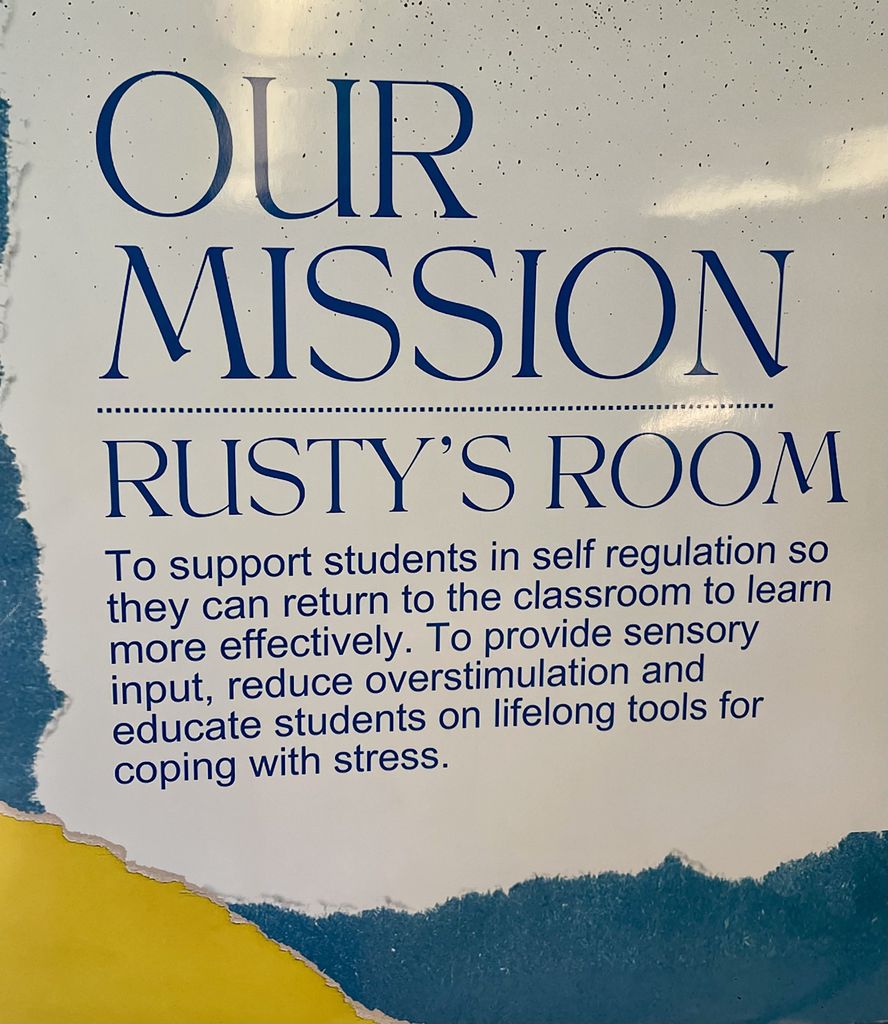 OUR
MISSION
RUSTY'S ROOM
To support students in self regulation so
they can return to the classroom to learn
more effectively. To provide sensory
input, reduce overstimulation and
educate students on lifelong tools for
coping with stress.